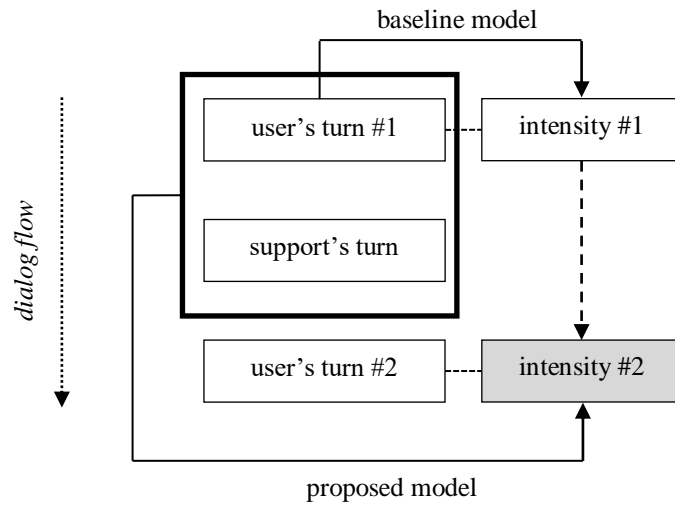 baseline model
user's turn #1
intensity #1
support's turn
dialog flow
user's turn #2
intensity #2
proposed model